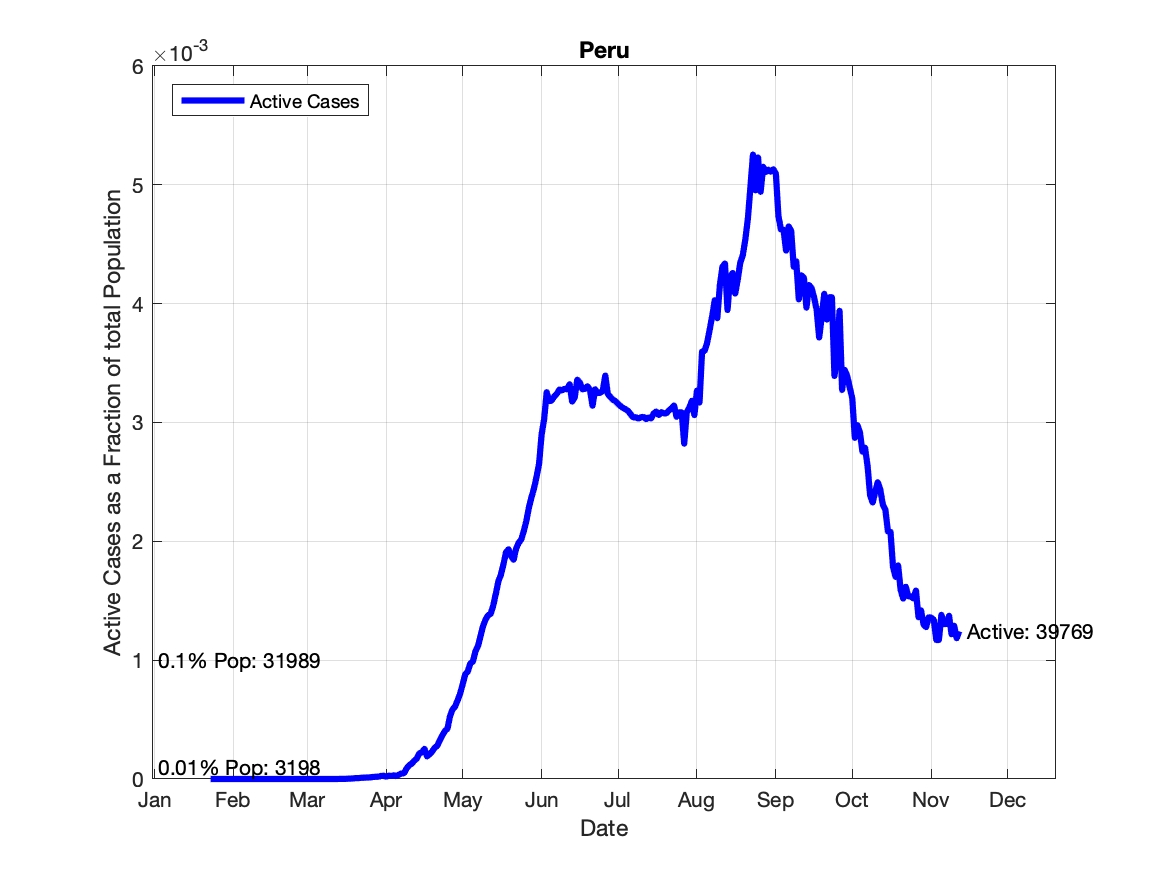 Peru
×10-3
Active Cases
6
5
4
3
2
1
0
Active Cases as a Fraction of total Population
0.1% Pop: 31989
0.01% Pop: 3198
Active: 39769
Jan Feb Mar Apr May Jun Jul Aug Sep Oct Nov Dec
Date